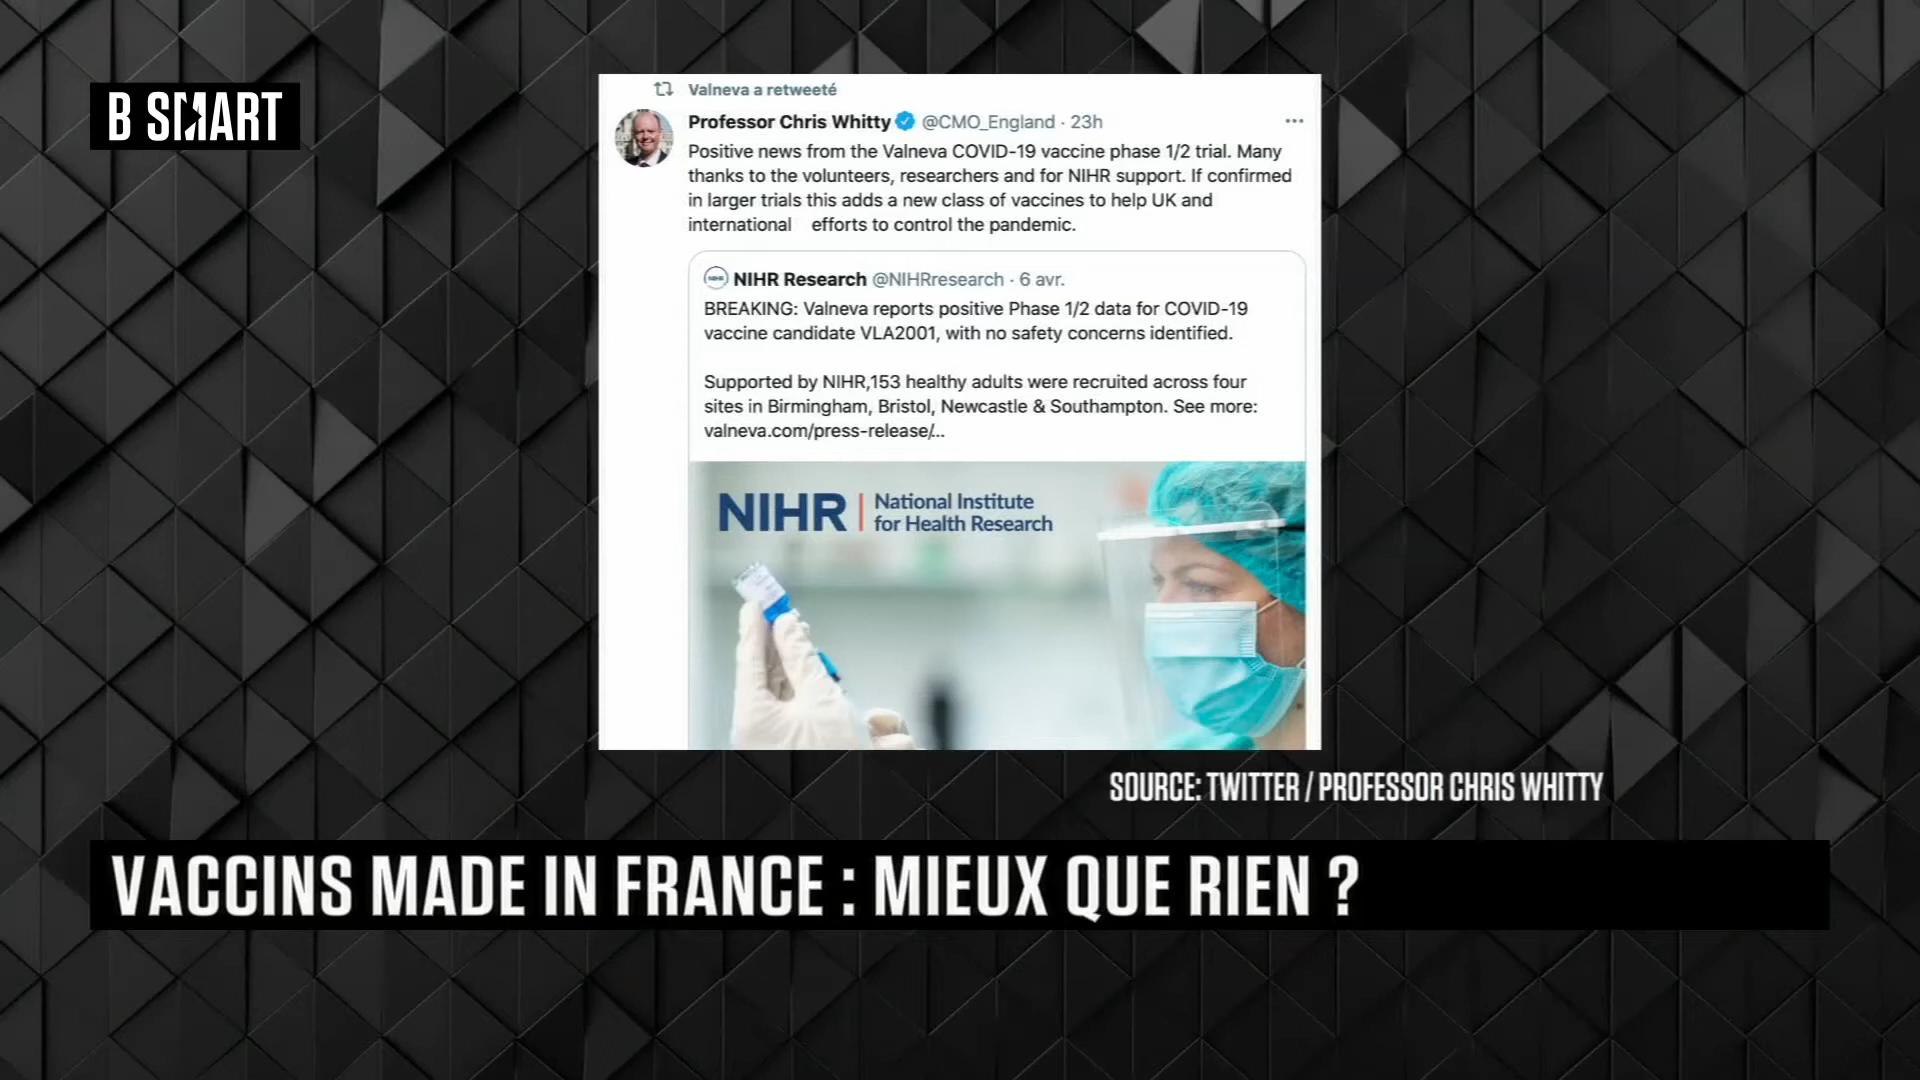 B SMART
Valneva a retweeté
Professor Chris Whitty @CMO_England · 23h
Positive news from the Valneva COVID-19 vaccine phase 1/2 trial. Many
thanks to the volunteers, researchers and for NIHR support. If confirmed
in larger trials this adds a new class of vaccines to help UK and
international efforts to control the pandemic.
NIHR Research @NIHRresearch · 6 avr.
BREAKING: Valneva reports positive Phase 1/2 data for COVID-19
vaccine candidate VLA2001, with no safety concerns identified.
Supported by NIHR,153 healthy adults were recruited across four
sites in Birmingham, Bristol, Newcastle & Southampton. See more:
valneva.com/press-release/...
NIHR | National Institute
for Health Research
SOURCE: TWITTER / PROFESSOR CHRIS WHITTY
VACCINS MADE IN FRANCE : MIEUX QUE RIEN ?